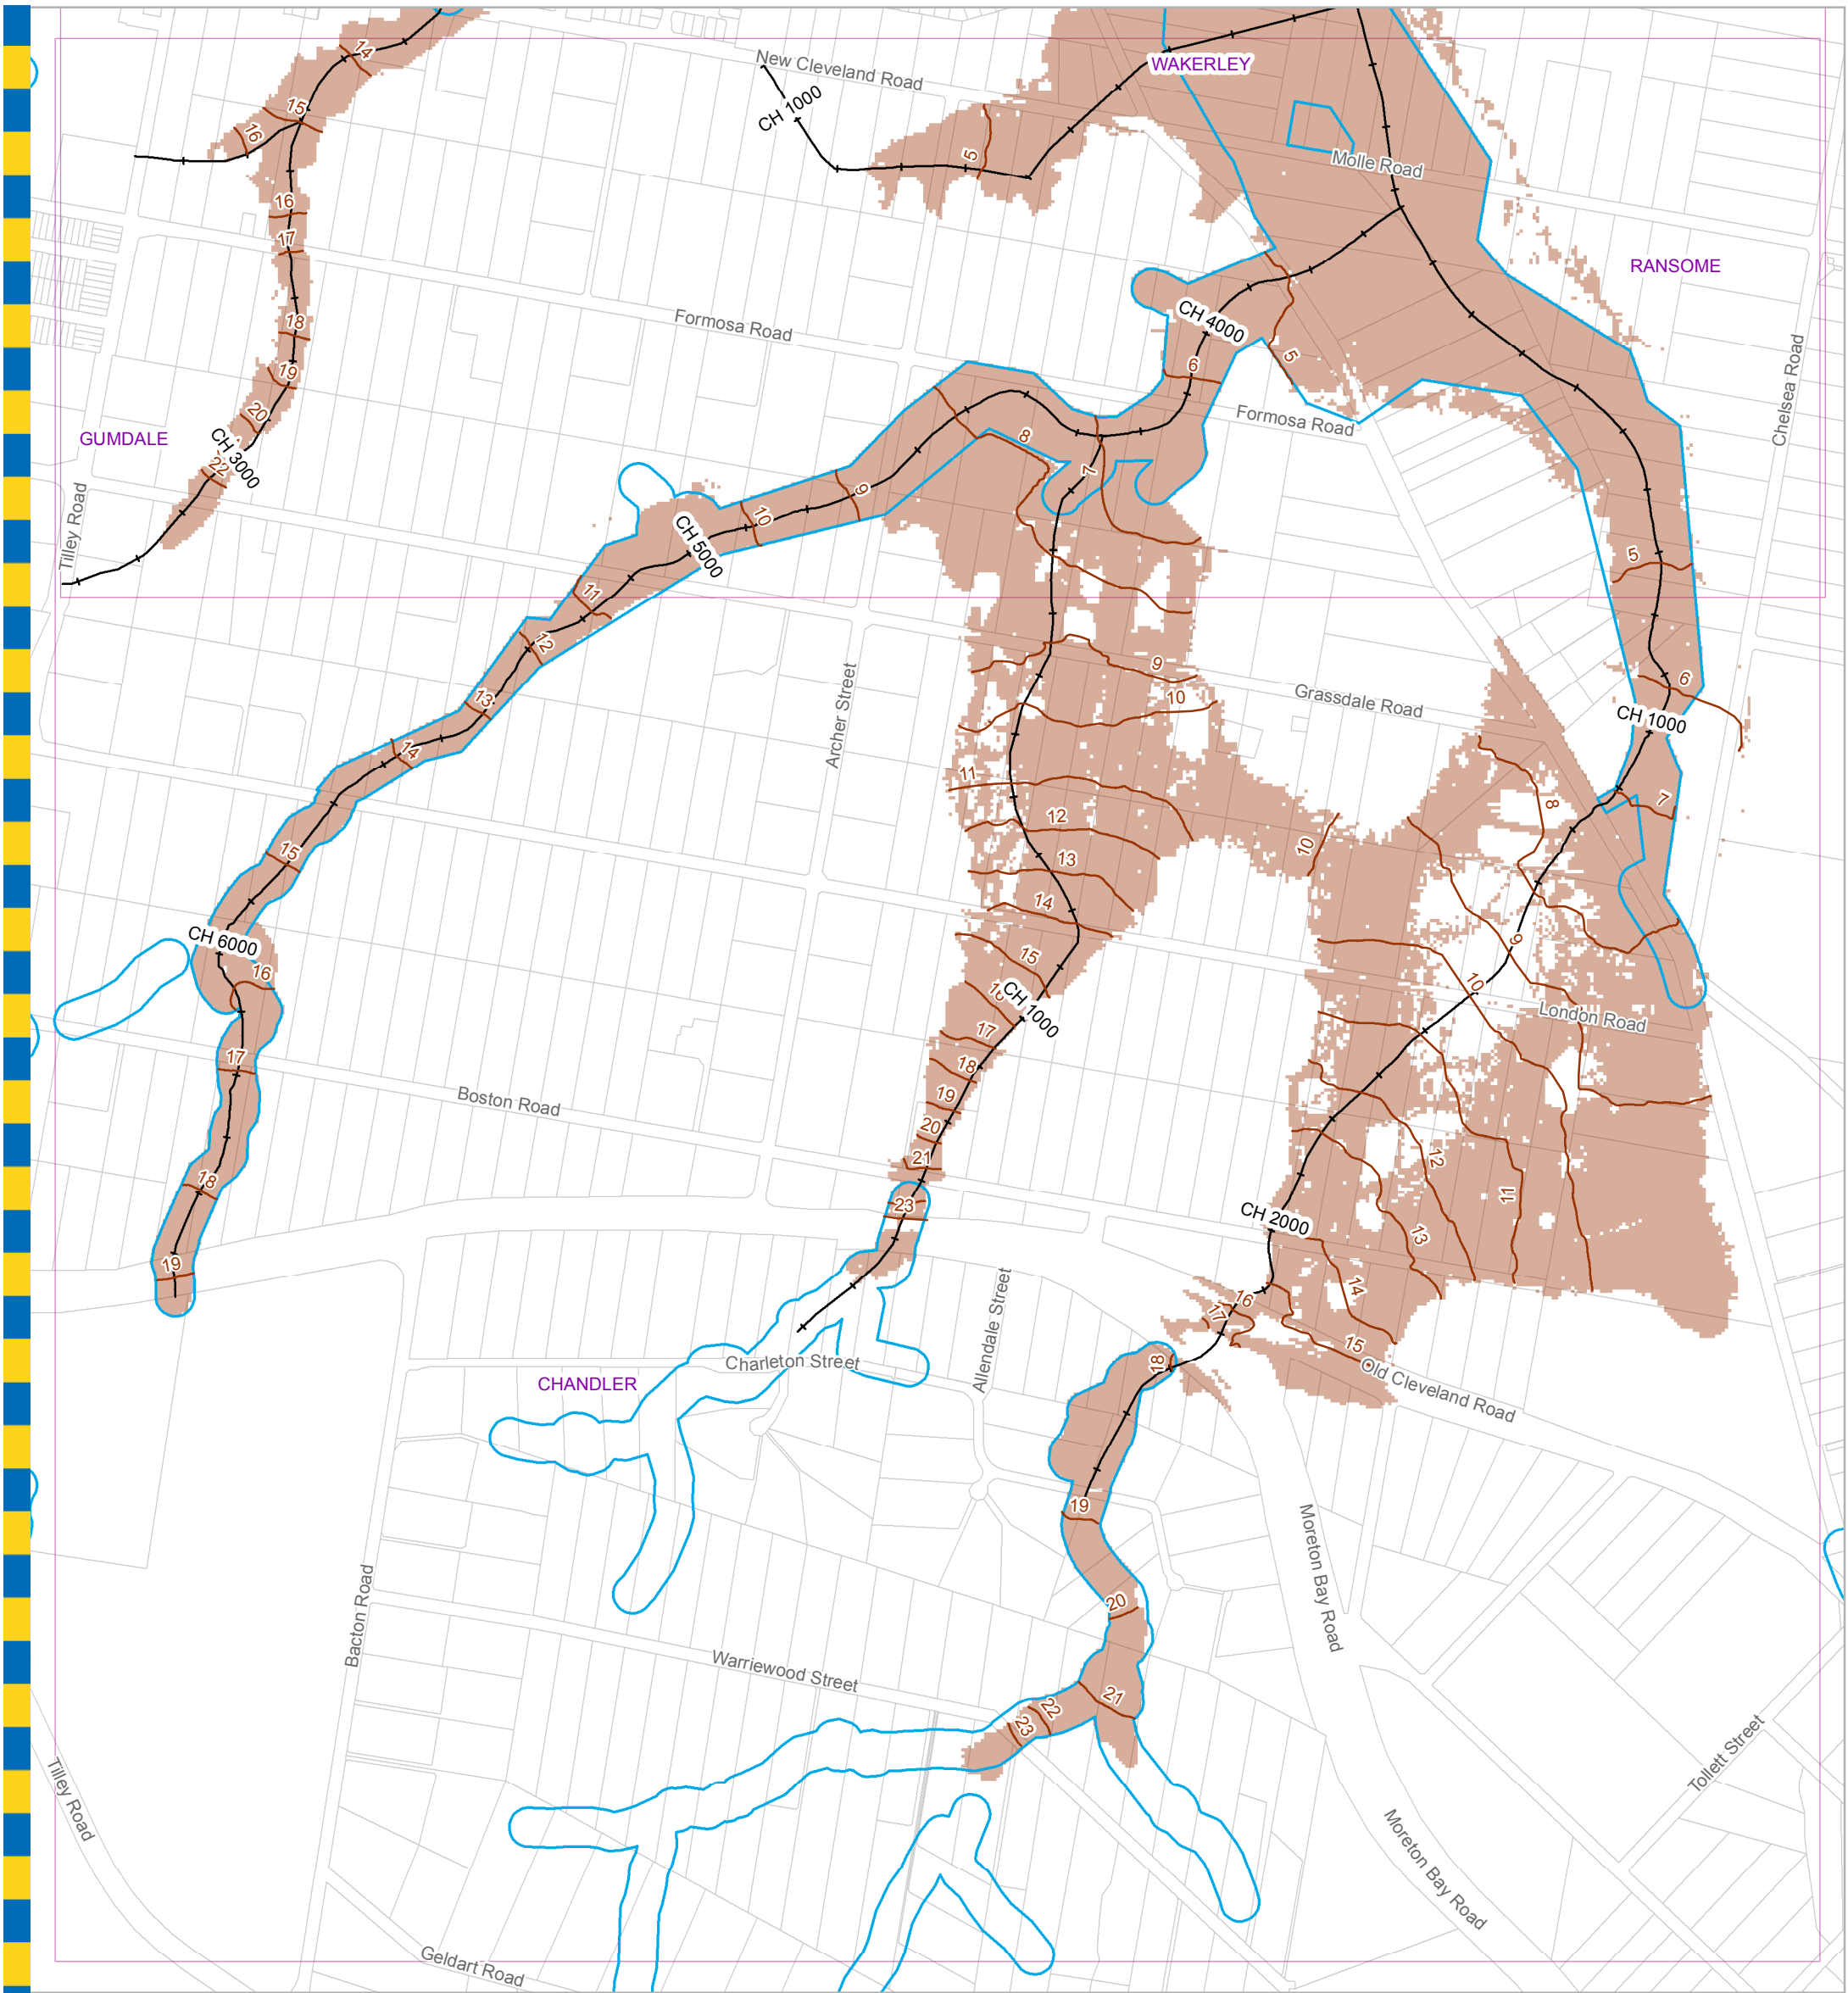 14
New Cleveland Road
WAKERLEY
CH 1000
15
16
5
Molle Road
16
17
RANSOME
18
Formosa Road
CH 4000
5
Chelsea Road
19
6
20
GUMDALE
CH 3000
Formosa Road
8
22
7
9
Tilley Road
10
CH 5000
5
11
12
9
6
13
Archer Street
10
Grassdale Road
CH 1000
14
11
8
7
12
10
15
13
14
CH 6000
15
9
16
10
16
CH 1000
London Road
17
17
18
19
Boston Road
20
12
21
18
11
23
CH 2000
13
19
14
16
17
Allendale Street
15
Charleton Street
18
Old Cleveland Road
CHANDLER
19
Moreton Bay Road
20
Bacton Road
Warriewood Street
21
22
23
Tollett Street
Tilley Road
Moreton Bay Road
Geldart Road